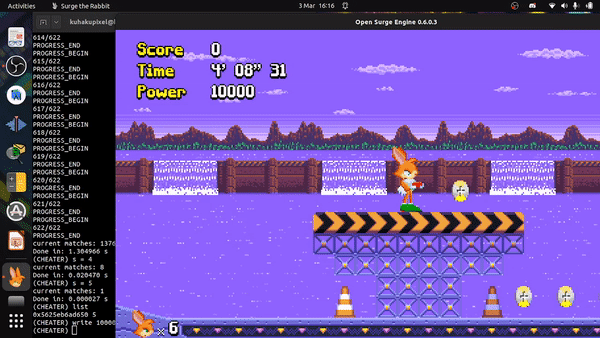 Activities
Surge the Rabbit
3 Mar 16:16
kuhakupixel@l
Open Surge Engine 0.6.0.3
614/622
PROGRESS_END
PROGRESS_BEGIN
615/622
PROGRESS_END
PROGRESS_BEGIN
616/622
PROGRESS_END
PROGRESS_BEGIN
617/622
PROGRESS_END
PROGRESS_BEGIN
618/622
PROGRESS_END
PROGRESS_BEGIN
619/622
PROGRESS_END
PROGRESS_BEGIN
620/622
PROGRESS_END
PROGRESS_BEGIN
621/622
PROGRESS_END
PROGRESS_BEGIN
622/622
PROGRESS_END
current matches: 1376
Done in: 1.304966 s
(CHEATER) s = 4
current matches: 8
Done in: 0.020470 s
(CHEATER) s = 5
current matches: 1
Done in: 0.000027 s
(CHEATER) list
0x5625eb6ad650 5
(CHEATER) write 10000
(CHEATER)
Score 0
Time 4' 08" 31
Power 10000
× 6